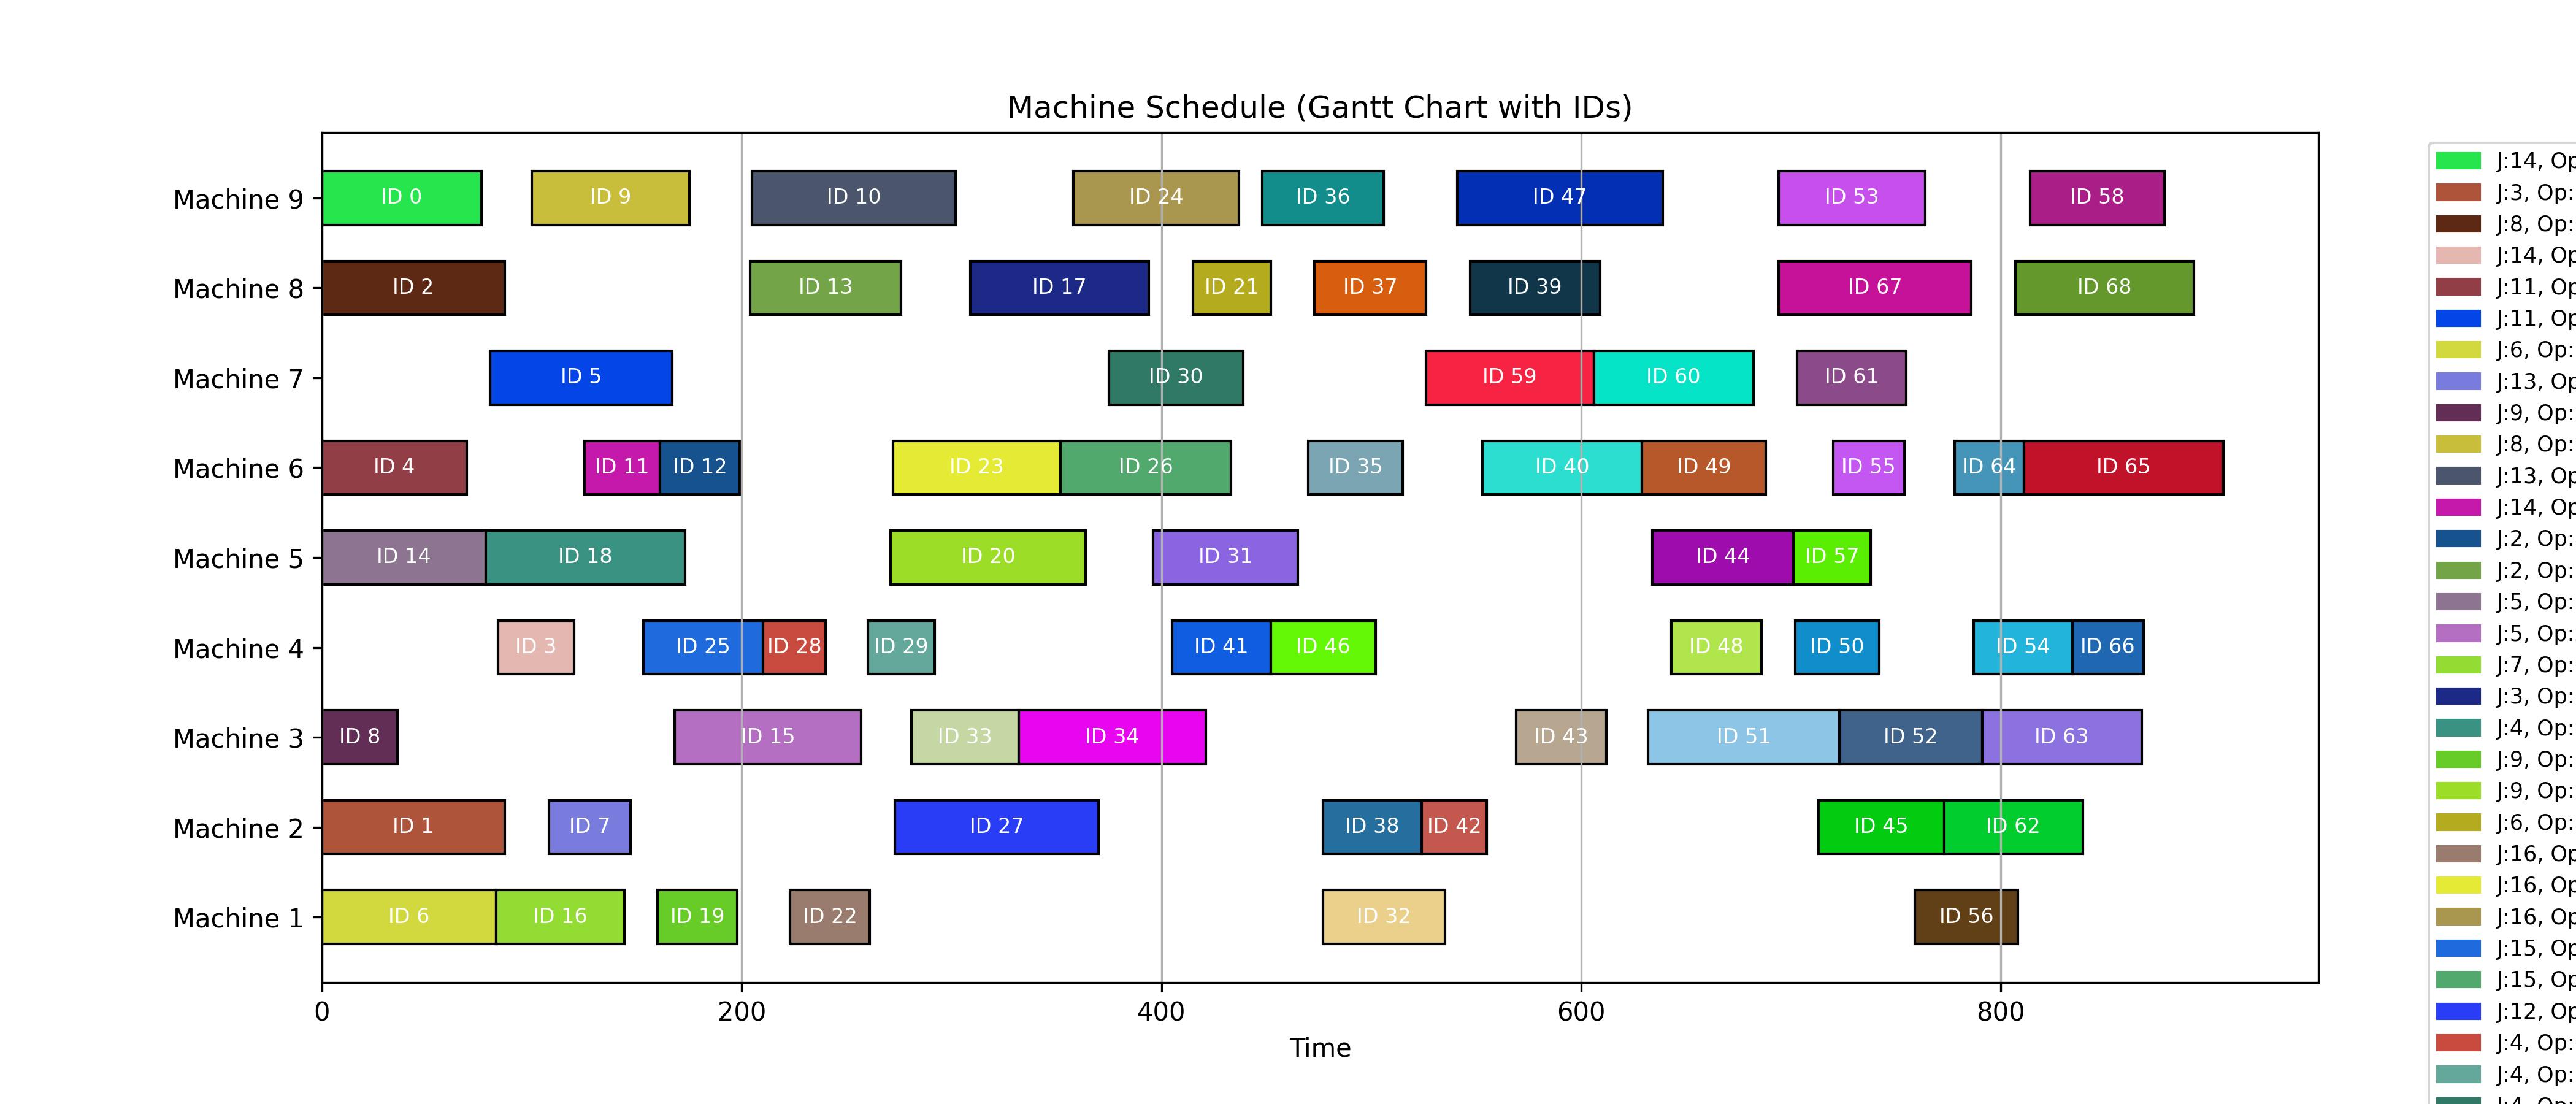 Machine Schedule (Gantt Chart with IDs)
Machine 9
ID 0 ID 9 ID 10 ID 24 ID 36 ID 47 ID 53 ID 58
Machine 8
ID 2 ID 13 ID 17 ID 21 ID 37 ID 39 ID 67 ID 68
Machine 7
ID 5 ID 30 ID 59 ID 60 ID 61
Machine 6
ID 4 ID 11 ID 12 ID 23 ID 26 ID 35 ID 40 ID 49 ID 55 ID 64 ID 65
Machine 5
ID 14 ID 18 ID 20 ID 31 ID 44 ID 57
Machine 4
ID 3 ID 25 ID 28 ID 29 ID 41 ID 46 ID 48 ID 50 ID 54 ID 66
Machine 3
ID 8 ID 15 ID 33 ID 34 ID 43 ID 51 ID 52 ID 63
Machine 2
ID 1 ID 7 ID 27 ID 38 ID 42 ID 45 ID 62
Machine 1
ID 6 ID 16 ID 19 ID 22 ID 32 ID 56
0 200 400 600 800
Time
J:14, Op
J:3, Op:
J:8, Op:
J:14, Op
J:11, Op
J:11, Op
J:6, Op:
J:13, Op
J:9, Op:
J:8, Op:
J:13, Op
J:14, Op
J:2, Op:
J:2, Op:
J:5, Op:
J:5, Op:
J:7, Op:
J:3, Op:
J:4, Op:
J:9, Op:
J:9, Op:
J:6, Op:
J:16, Op
J:16, Op
J:16, Op
J:15, Op
J:15, Op
J:12, Op
J:4, Op:
J:4, Op: